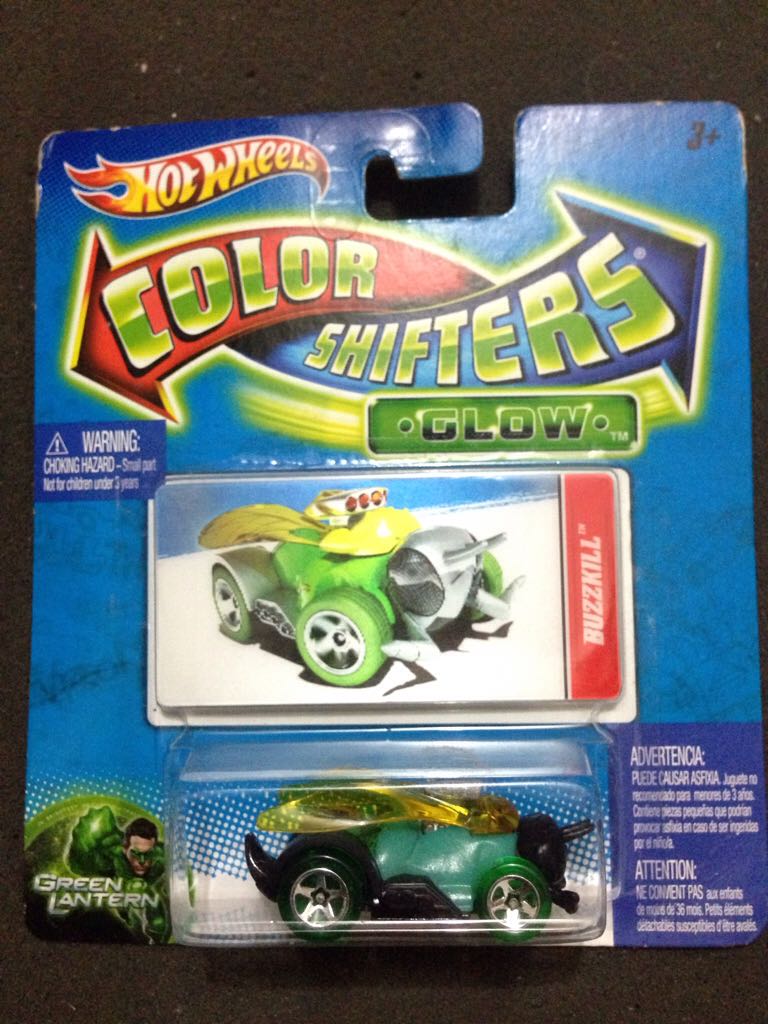 HOT WHEELS
3+
COLOR
SHIFTERS®
•GLOW•™
WARNING:
CHOKING HAZARD – Small part
Not for children under 3 years
BUZZKILL™
ADVERTENCIA:
PUEDE CAUSAR ASFIXIA. Juguete no
recomendado para menores de 3 años.
Contiene piezas pequeñas que podrían
provocar asfixia en caso de ser ingeridas
por el niño/a.
ATTENTION:
NE CONVIENT PAS aux enfants
de moins de 36 mois. Petits éléments
détachables susceptibles d'être avalés.
GREEN
LANTERN